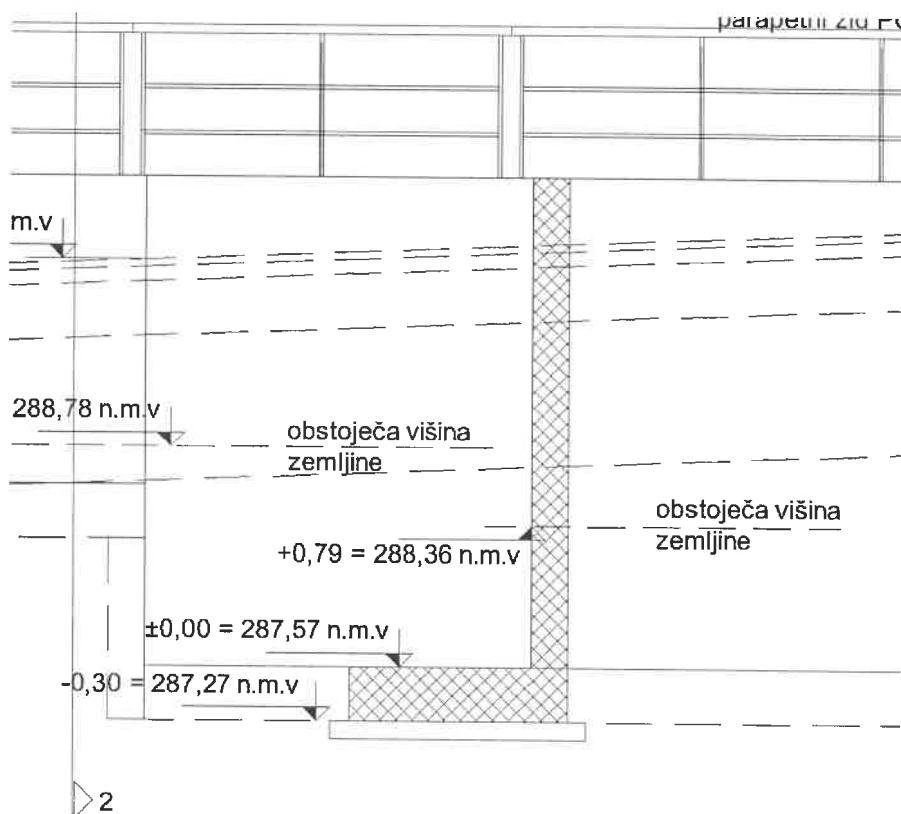 parapetni zid
m.v
288,78 n.m.v
obstoječa višina
zemljine
obstoječa višina
zemljine
+0,79 = 288,36 n.m.v
±0,00 = 287,57 n.m.v
-0,30 = 287,27 n.m.v
2